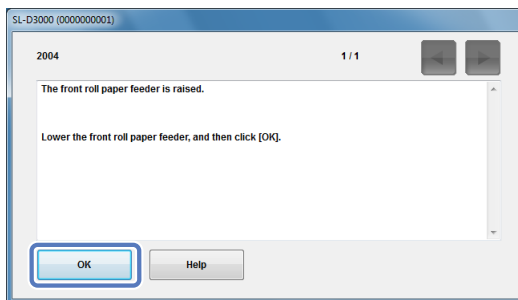 SL-D3000 (0000000001)
2004 1 / 1
The front roll paper feeder is raised.
Lower the front roll paper feeder, and then click [OK].
OK Help